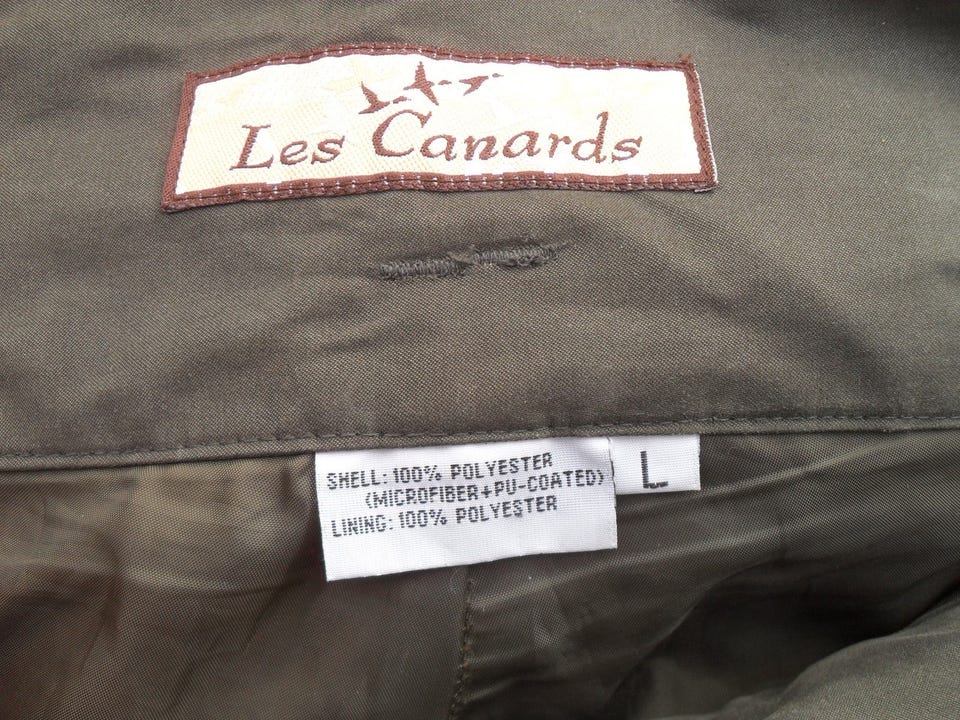 Les Canards
SHELL: 100% POLYESTER
(MICROFIBER+PU-COATED)
LINING: 100% POLYESTER
L